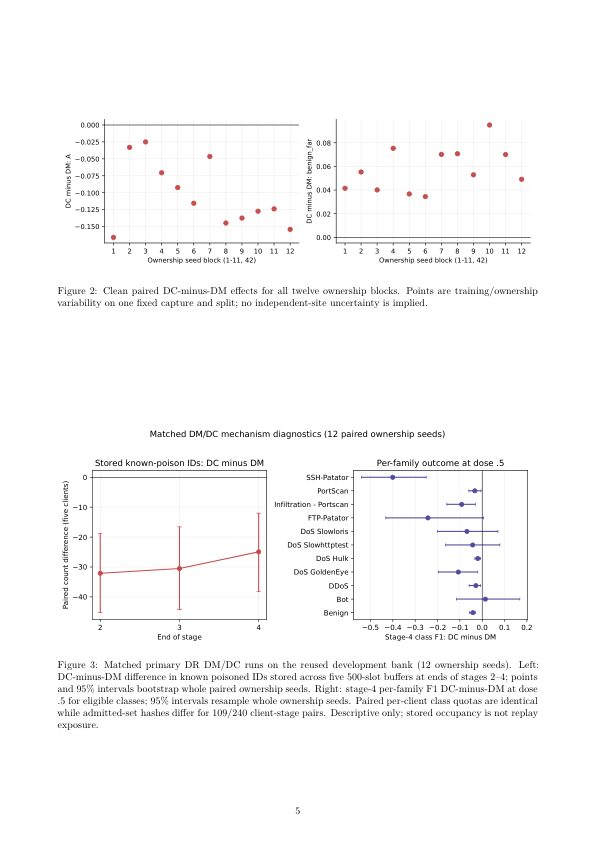 0.000
−0.025
−0.050
−0.075
−0.100
−0.125
−0.150
DC minus DM: A
1 2 3 4 5 6 7 8 9 10 11 12
Ownership seed block (1-11, 42)
0.08
0.06
0.04
0.02
0.00
DC minus DM: benign_far
1 2 3 4 5 6 7 8 9 10 11 12
Ownership seed block (1-11, 42)
Figure 2: Clean paired DC-minus-DM effects for all twelve ownership blocks. Points are training/ownership
variability on one fixed capture and split; no independent-site uncertainty is implied.
Matched DM/DC mechanism diagnostics (12 paired ownership seeds)
Stored known-poison IDs: DC minus DM
0
−10
−20
−30
−40
Paired count difference (five clients)
2 3 4
End of stage
Per-family outcome at dose .5
SSH-Patator
PortScan
Infiltration - Portscan
FTP-Patator
DoS Slowloris
DoS Slowhttptest
DoS Hulk
DoS GoldenEye
DDoS
Bot
Benign
−0.5 −0.4 −0.3 −0.2 −0.1 0.0 0.1 0.2
Stage-4 class F1: DC minus DM
Figure 3: Matched primary DR DM/DC runs on the reused development bank (12 ownership seeds). Left:
DC-minus-DM difference in known poisoned IDs stored across five 500-slot buffers at ends of stages 2–4; points
and 95% intervals bootstrap whole paired ownership seeds. Right: stage-4 per-family F1 DC-minus-DM at dose
.5 for eligible classes; 95% intervals resample whole ownership seeds. Paired per-client class quotas are identical
while admitted-set hashes differ for 109/240 client-stage pairs. Descriptive only; stored occupancy is not replay
exposure.
5